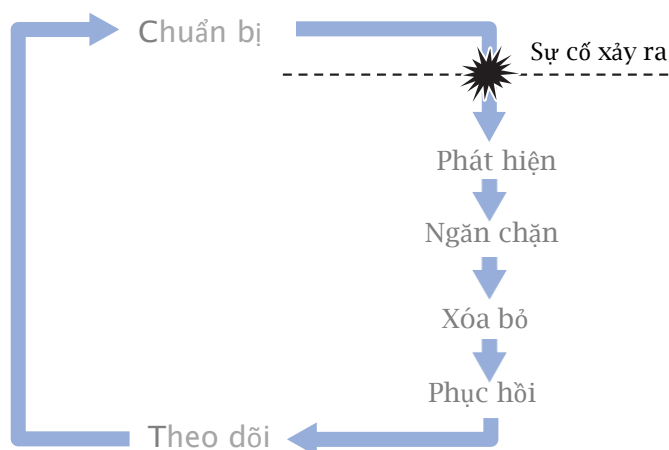 Chuẩn bị
Sự cố xảy ra
Phát hiện
Ngăn chặn
Xóa bỏ
Phục hồi
Theo dõi